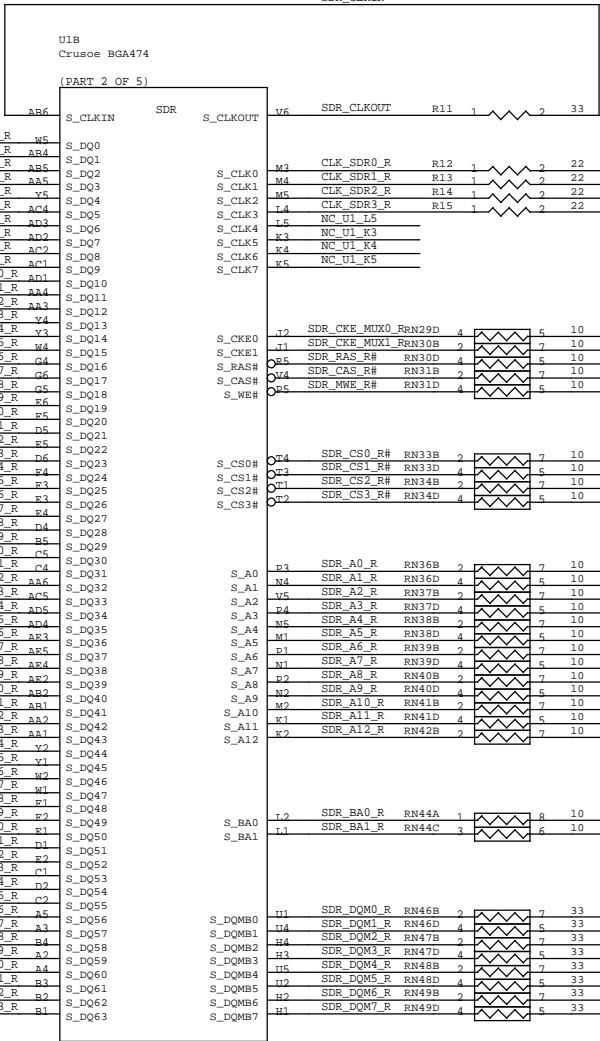 U1B
Crusoe BGA474
(PART 2 OF 5)
AB6 S_CLKIN SDR S_CLKOUT V6 SDR_CLKOUT R11 1 2 33
W5 S_DQ0
AB4 S_DQ1
AB5 S_DQ2 S_CLK0 M3 CLK_SDR0_R R12 1 2 22
AA5 S_DQ3 S_CLK1 M4 CLK_SDR1_R R13 1 2 22
Y5 S_DQ4 S_CLK2 M5 CLK_SDR2_R R14 1 2 22
AC4 S_DQ5 S_CLK3 L4 CLK_SDR3_R R15 1 2 22
AD3 S_DQ6 S_CLK4 L5 NC_U1_L5
AD2 S_DQ7 S_CLK5 K3 NC_U1_K3
AC2 S_DQ8 S_CLK6 K4 NC_U1_K4
AC1 S_DQ9 S_CLK7 K5 NC_U1_K5
AD1 S_DQ10
AA4 S_DQ11
AA3 S_DQ12
Y4 S_DQ13
Y3 S_DQ14 S_CKE0 J2 SDR_CKE_MUX0_R RN29D 4 5 10
W4 S_DQ15 S_CKE1 J1 SDR_CKE_MUX1_R RN30B 2 7 10
G4 S_DQ16 S_RAS# R5 SDR_RAS_R# RN30D 4 5 10
G6 S_DQ17 S_CAS# V4 SDR_CAS_R# RN31B 2 7 10
G5 S_DQ18 S_WE# P5 SDR_MWE_R# RN31D 4 5 10
E6 S_DQ19
F5 S_DQ20
D5 S_DQ21
E5 S_DQ22
D6 S_DQ23 S_CS0# T4 SDR_CS0_R# RN33B 2 7 10
F4 S_DQ24 S_CS1# T3 SDR_CS1_R# RN33D 4 5 10
F3 S_DQ25 S_CS2# T1 SDR_CS2_R# RN34B 2 7 10
E3 S_DQ26 S_CS3# T2 SDR_CS3_R# RN34D 4 5 10
E4 S_DQ27
D4 S_DQ28
B5 S_DQ29
C5 S_DQ30
C4 S_DQ31 S_A0 P3 SDR_A0_R RN36B 2 7 10
AA6 S_DQ32 S_A1 N4 SDR_A1_R RN36D 4 5 10
AC5 S_DQ33 S_A2 V5 SDR_A2_R RN37B 2 7 10
AD5 S_DQ34 S_A3 P4 SDR_A3_R RN37D 4 5 10
AD4 S_DQ35 S_A4 N5 SDR_A4_R RN38B 2 7 10
AE3 S_DQ36 S_A5 M1 SDR_A5_R RN38D 4 5 10
AE5 S_DQ37 S_A6 P1 SDR_A6_R RN39B 2 7 10
AE4 S_DQ38 S_A7 N1 SDR_A7_R RN39D 4 5 10
AE2 S_DQ39 S_A8 P2 SDR_A8_R RN40B 2 7 10
AB2 S_DQ40 S_A9 N2 SDR_A9_R RN40D 4 5 10
AB1 S_DQ41 S_A10 M2 SDR_A10_R RN41B 2 7 10
AA2 S_DQ42 S_A11 K1 SDR_A11_R RN41D 4 5 10
AA1 S_DQ43 S_A12 K2 SDR_A12_R RN42B 2 7 10
Y2 S_DQ44
Y1 S_DQ45
W2 S_DQ46
W1 S_DQ47
F1 S_DQ48
F2 S_DQ49 S_BA0 L2 SDR_BA0_R RN44A 1 8 10
E1 S_DQ50 S_BA1 L1 SDR_BA1_R RN44C 3 6 10
D1 S_DQ51
E2 S_DQ52
C1 S_DQ53
D2 S_DQ54
C2 S_DQ55
A5 S_DQ56 S_DQMB0 U1 SDR_DQM0_R RN46B 2 7 33
A3 S_DQ57 S_DQMB1 U4 SDR_DQM1_R RN46D 4 5 33
B4 S_DQ58 S_DQMB2 H4 SDR_DQM2_R RN47B 2 7 33
A2 S_DQ59 S_DQMB3 H3 SDR_DQM3_R RN47D 4 5 33
A4 S_DQ60 S_DQMB4 U5 SDR_DQM4_R RN48B 2 7 33
B3 S_DQ61 S_DQMB5 U2 SDR_DQM5_R RN48D 4 5 33
B2 S_DQ62 S_DQMB6 H2 SDR_DQM6_R RN49B 2 7 33
B1 S_DQ63 S_DQMB7 H1 SDR_DQM7_R RN49D 4 5 33